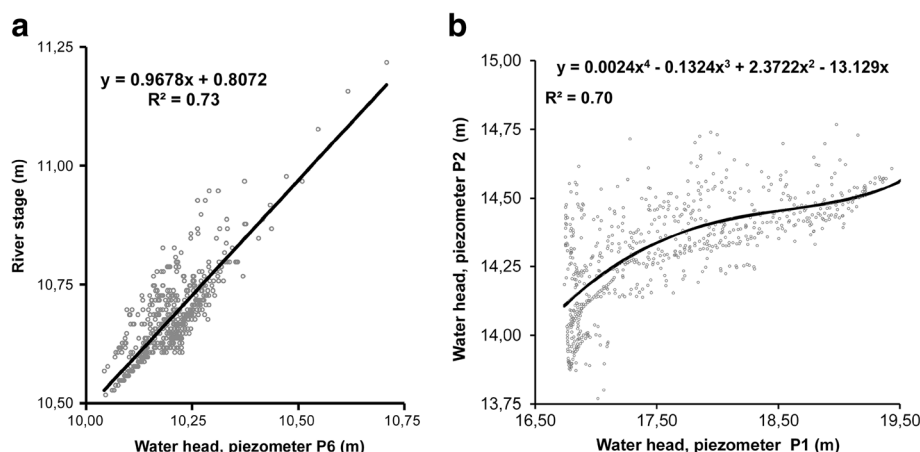 a
11,25
y = 0.9678x + 0.8072
R² = 0.73
River stage (m)
11,00
10,75
10,50
10,00
10,25
10,50
10,75
Water head, piezometer P6 (m)
b
15,00
y = 0.0024x⁴ - 0.1324x³ + 2.3722x² - 13.129x
R² = 0.70
Water head, piezometer P2 (m)
14,75
14,50
14,25
14,00
13,75
16,50
17,50
18,50
19,50
Water head, piezometer P1 (m)